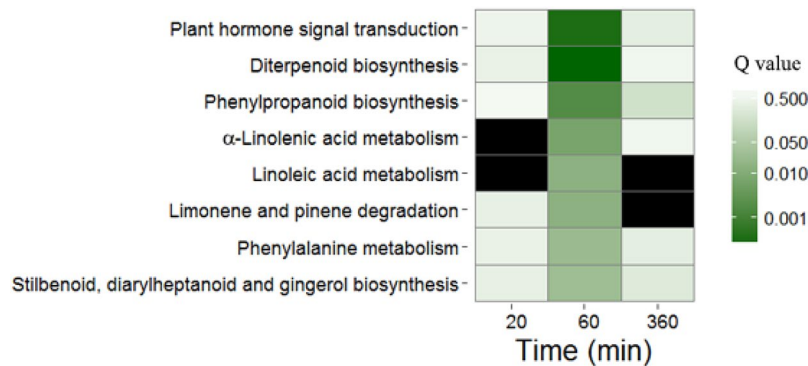 Plant hormone signal transduction
Diterpenoid biosynthesis
Phenylpropanoid biosynthesis
α-Linolenic acid metabolism
Linoleic acid metabolism
Limonene and pinene degradation
Phenylalanine metabolism
Stilbenoid, diarylheptanoid and gingerol biosynthesis
20 60 360
Time (min)
Q value
0.500
0.050
0.010
0.001